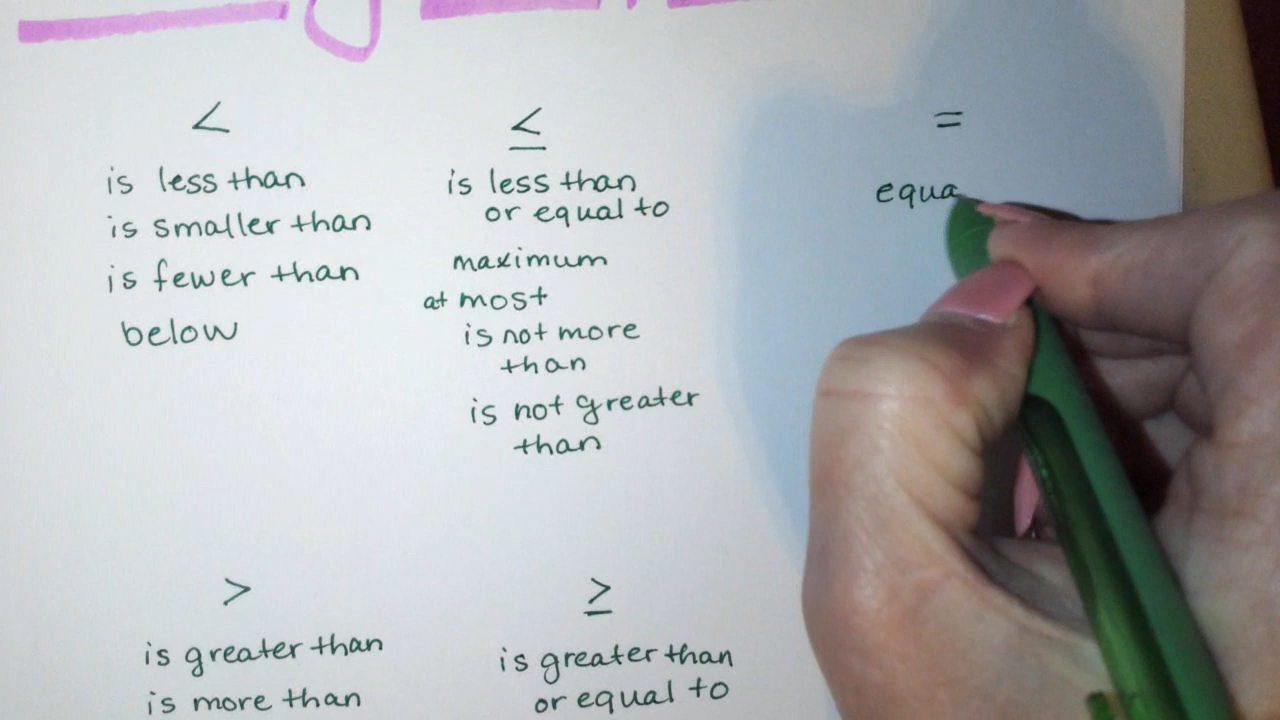 <
is less than
is smaller than
is fewer than
below
≤
is less than
or equal to
maximum
at most
is not more
than
is not greater
than
=
equa
>
is greater than
is more than
≥
is greater than
or equal to